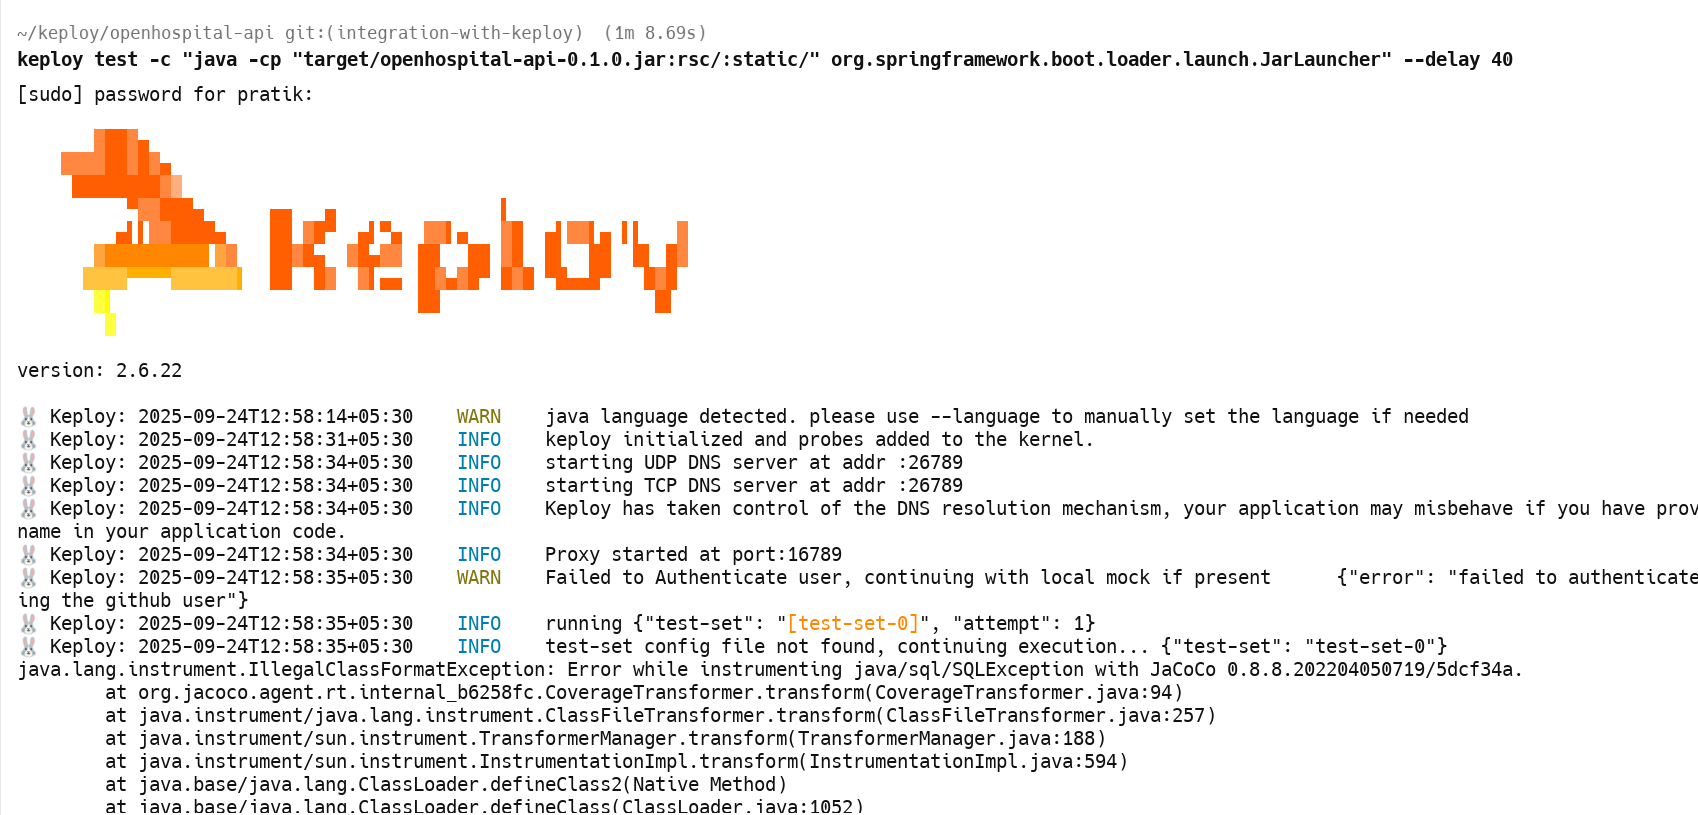 ~/keploy/openhospital-api git:(integration-with-keploy) (1m 8.69s)
keploy test -c "java -cp "target/openhospital-api-0.1.0.jar:rsc/:static/" org.springframework.boot.loader.launch.JarLauncher" --delay 40
[sudo] password for pratik:
Keploy
version: 2.6.22
🐰 Keploy: 2025-09-24T12:58:14+05:30 WARN java language detected. please use --language to manually set the language if needed
🐰 Keploy: 2025-09-24T12:58:31+05:30 INFO keploy initialized and probes added to the kernel.
🐰 Keploy: 2025-09-24T12:58:34+05:30 INFO starting UDP DNS server at addr :26789
🐰 Keploy: 2025-09-24T12:58:34+05:30 INFO starting TCP DNS server at addr :26789
🐰 Keploy: 2025-09-24T12:58:34+05:30 INFO Keploy has taken control of the DNS resolution mechanism, your application may misbehave if you have prov
name in your application code.
🐰 Keploy: 2025-09-24T12:58:34+05:30 INFO Proxy started at port:16789
🐰 Keploy: 2025-09-24T12:58:35+05:30 WARN Failed to Authenticate user, continuing with local mock if present {"error": "failed to authenticate
ing the github user"}
🐰 Keploy: 2025-09-24T12:58:35+05:30 INFO running {"test-set": "[test-set-0]", "attempt": 1}
🐰 Keploy: 2025-09-24T12:58:35+05:30 INFO test-set config file not found, continuing execution... {"test-set": "test-set-0"}
java.lang.instrument.IllegalClassFormatException: Error while instrumenting java/sql/SQLException with JaCoCo 0.8.8.202204050719/5dcf34a.
at org.jacoco.agent.rt.internal_b6258fc.CoverageTransformer.transform(CoverageTransformer.java:94)
at java.instrument/java.lang.instrument.ClassFileTransformer.transform(ClassFileTransformer.java:257)
at java.instrument/sun.instrument.TransformerManager.transform(TransformerManager.java:188)
at java.instrument/sun.instrument.InstrumentationImpl.transform(InstrumentationImpl.java:594)
at java.base/java.lang.ClassLoader.defineClass2(Native Method)
at java.base/java.lang.ClassLoader.defineClass(ClassLoader.java:1052)